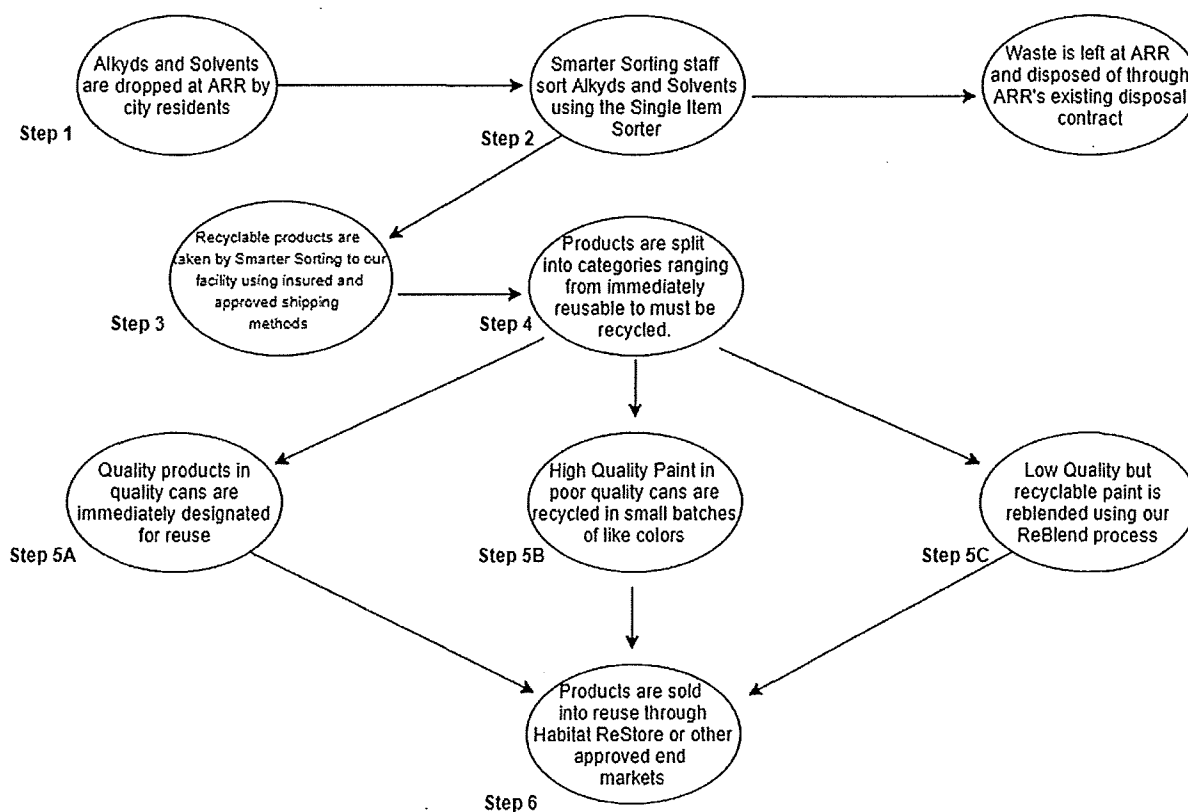 Alkyds and Solvents
are dropped at ARR by
city residents
Step 1
Smarter Sorting staff
sort Alkyds and Solvents
using the Single Item
Sorter
Step 2
Waste is left at ARR
and disposed of through
ARR's existing disposal
contract
Recyclable products are
taken by Smarter Sorting to our
facility using insured and
approved shipping
methods
Step 3
Products are split
into categories ranging
from immediately
reusable to must be
recycled.
Step 4
Quality products in
quality cans are
immediately designated
for reuse
Step 5A
High Quality Paint in
poor quality cans are
recycled in small batches
of like colors
Step 5B
Low Quality but
recyclable paint is
reblended using our
ReBlend process
Step 5C
Products are sold
into reuse through
Habitat ReStore or other
approved end
markets
Step 6